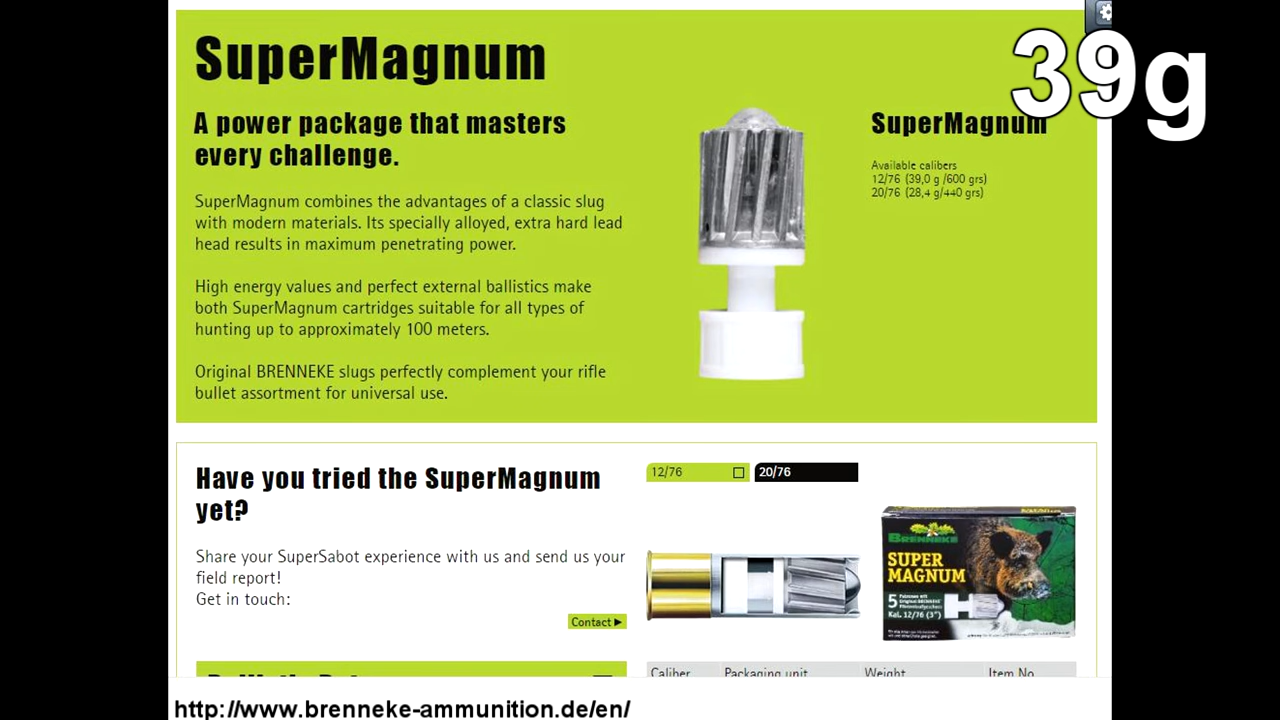 39g
SuperMagnum
A power package that masters
every challenge.
SuperMagnum combines the advantages of a classic slug
with modern materials. Its specially alloyed, extra hard lead
head results in maximum penetrating power.
High energy values and perfect external ballistics make
both SuperMagnum cartridges suitable for all types of
hunting up to approximately 100 meters.
Original BRENNEKE slugs perfectly complement your rifle
bullet assortment for universal use.
SuperMagnum
Available calibers
12/76 (39,0 g /600 grs)
20/76 (28,4 g/440 grs)
Have you tried the SuperMagnum
yet?
Share your SuperSabot experience with us and send us your
field report!
Get in touch:
Contact ▶
12/76
20/76
BRENNEKE
SUPER
MAGNUM
5 Patronen mit
Original BRENNEKE
Kal. 12/76 (3")
Caliber Packaging unit Weight Item No
http://www.brenneke-ammunition.de/en/